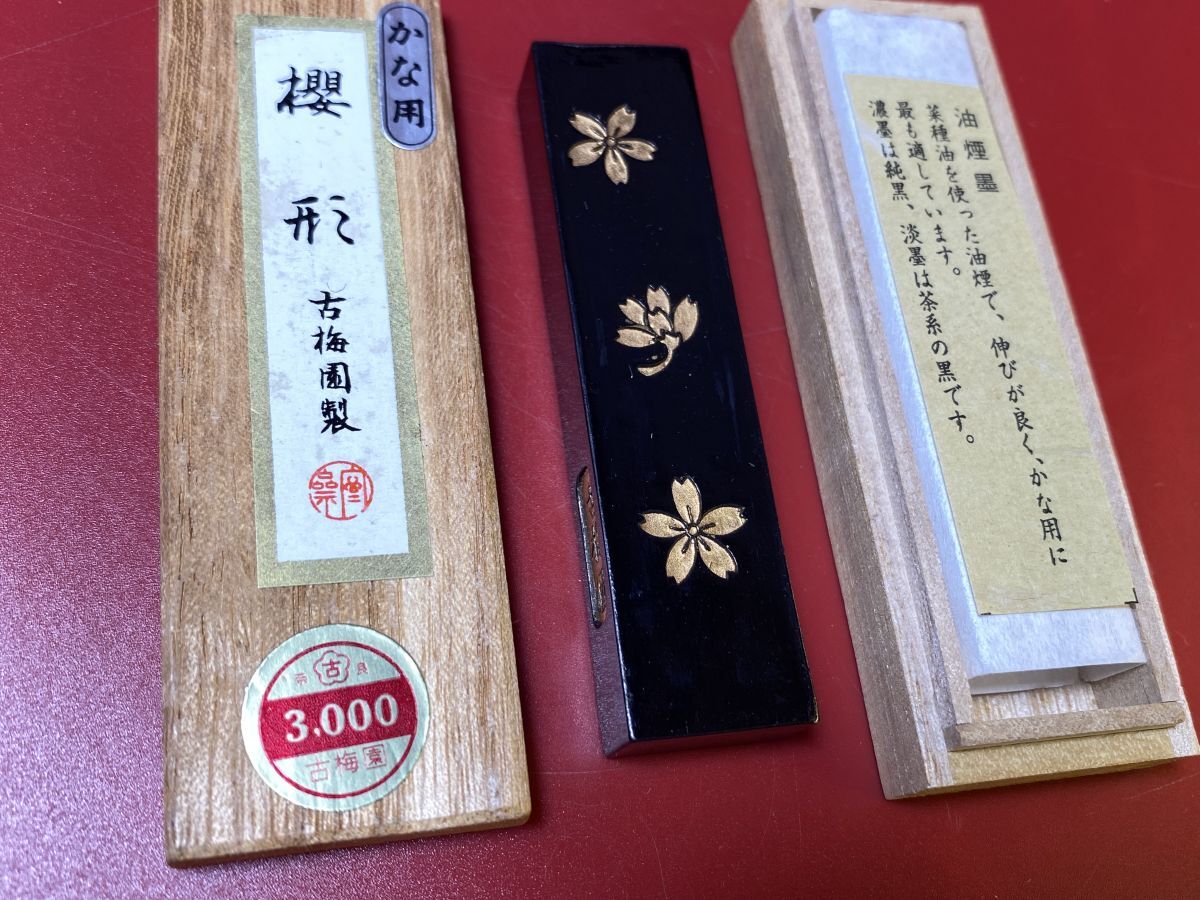 かな用
櫻形
古梅園製
奈良
古
3.000
古梅園
油煙墨
菜種油を使った油煙で、伸びが良く、かな用に
最も適しています。
濃墨は純黒、淡墨は茶系の黒です。